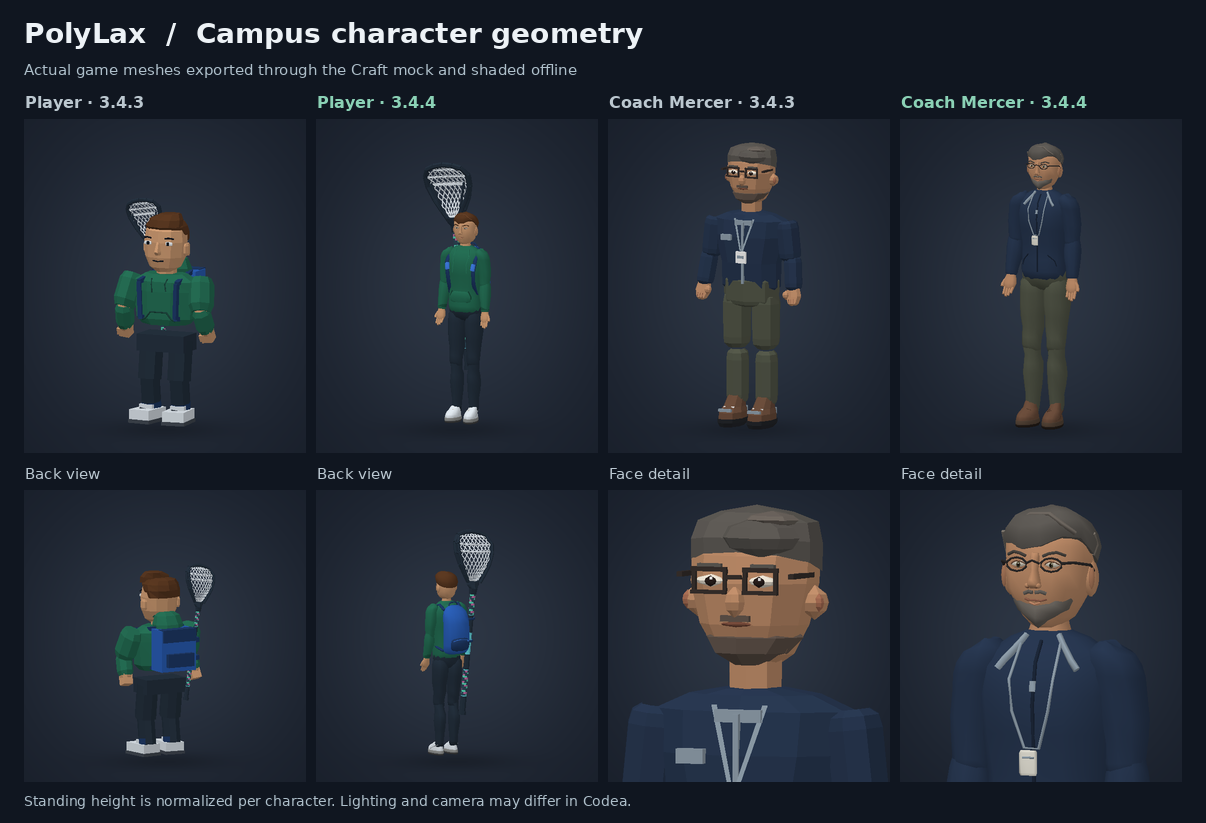 PolyLax / Campus character geometry
Actual game meshes exported through the Craft mock and shaded offline
Player · 3.4.3
Player · 3.4.4
Coach Mercer · 3.4.3
Coach Mercer · 3.4.4
Back view
Back view
Face detail
Face detail
Standing height is normalized per character. Lighting and camera may differ in Codea.